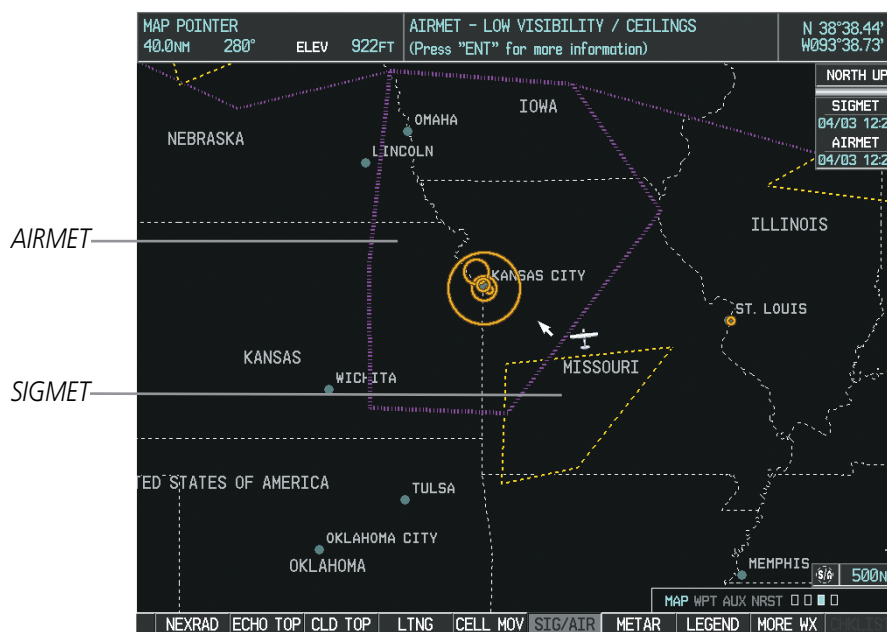 MAP POINTER
40.0NM 280° ELEV 922FT
AIRMET - LOW VISIBILITY / CEILINGS
(Press "ENT" for more information)
N 38°38.44'
W093°38.73'
NORTH UP
SIGMET
04/03 12:2
AIRMET
04/03 12:2
IOWA
OMAHA
NEBRASKA
LINCOLN
ILLINOIS
AIRMET
KANSAS CITY
ST. LOUIS
KANSAS
MISSOURI
WICHITA
SIGMET
TED STATES OF AMERICA
TULSA
OKLAHOMA CITY
OKLAHOMA
MEMPHIS
S/A
500N
MAP WPT AUX NRST
NEXRAD ECHO TOP CLD TOP LTNG CELL MOV SIG/AIR METAR LEGEND MORE WX CHKLIS